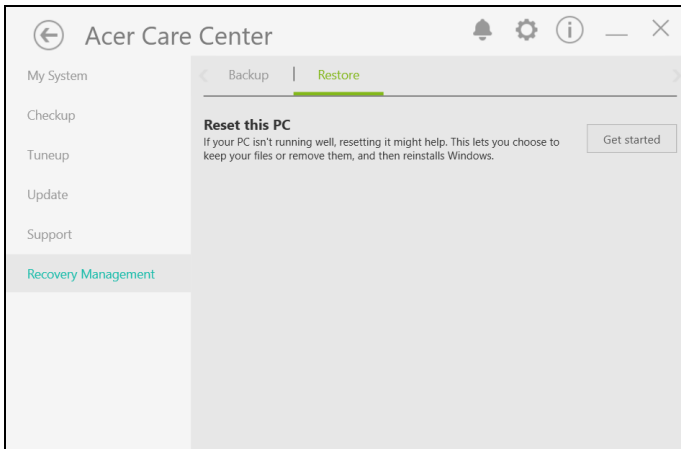 Acer Care Center
My System
Backup | Restore
Checkup
Reset this PC
If your PC isn't running well, resetting it might help. This lets you choose to
keep your files or remove them, and then reinstalls Windows.
Get started
Tuneup
Update
Support
Recovery Management